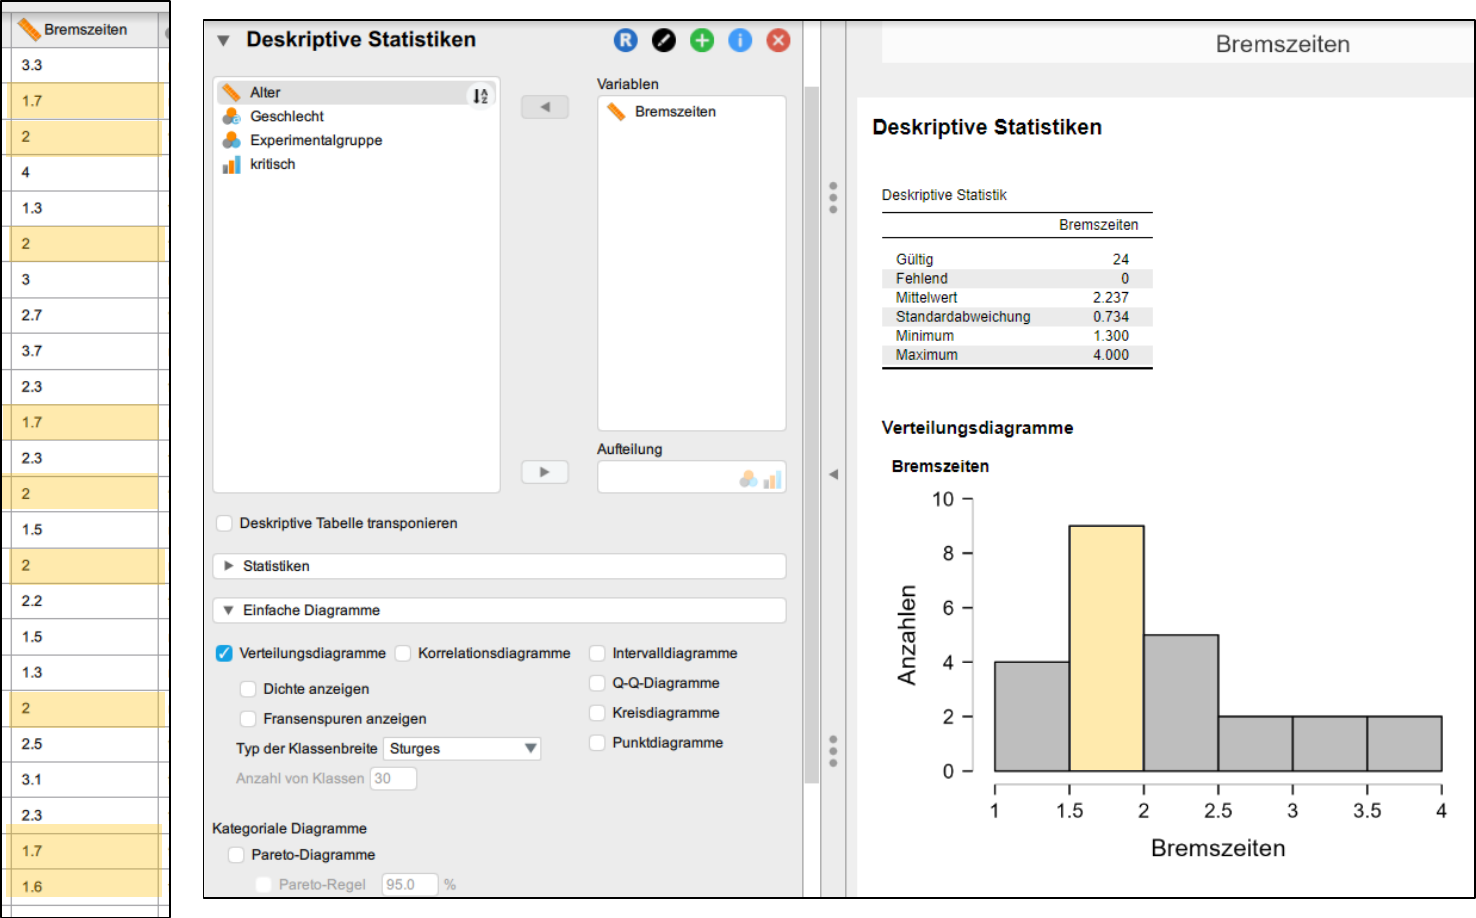 Bremszeiten
3.3
1.7
2
4
1.3
2
3
2.7
3.7
2.3
1.7
2.3
2
1.5
2
2.2
1.5
1.3
2
2.5
3.1
2.3
1.7
1.6
Deskriptive Statistiken
R
i
Alter
Geschlecht
Experimentalgruppe
kritisch
A
Z
Variablen
Bremszeiten
Aufteilung
Deskriptive Tabelle transponieren
Statistiken
Einfache Diagramme
Verteilungsdiagramme Korrelationsdiagramme Intervalldiagramme
Dichte anzeigen Q-Q-Diagramme
Fransenspuren anzeigen Kreisdiagramme
Typ der Klassenbreite Sturges Punktdiagramme
Anzahl von Klassen 30
Kategoriale Diagramme
Pareto-Diagramme
Pareto-Regel 95.0 %
Bremszeiten
Deskriptive Statistiken
Deskriptive Statistik
Bremszeiten
Gültig 24
Fehlend 0
Mittelwert 2.237
Standardabweichung 0.734
Minimum 1.300
Maximum 4.000
Verteilungsdiagramme
Bremszeiten
10
8
6
4
2
0
Anzahlen
1 1.5 2 2.5 3 3.5 4
Bremszeiten